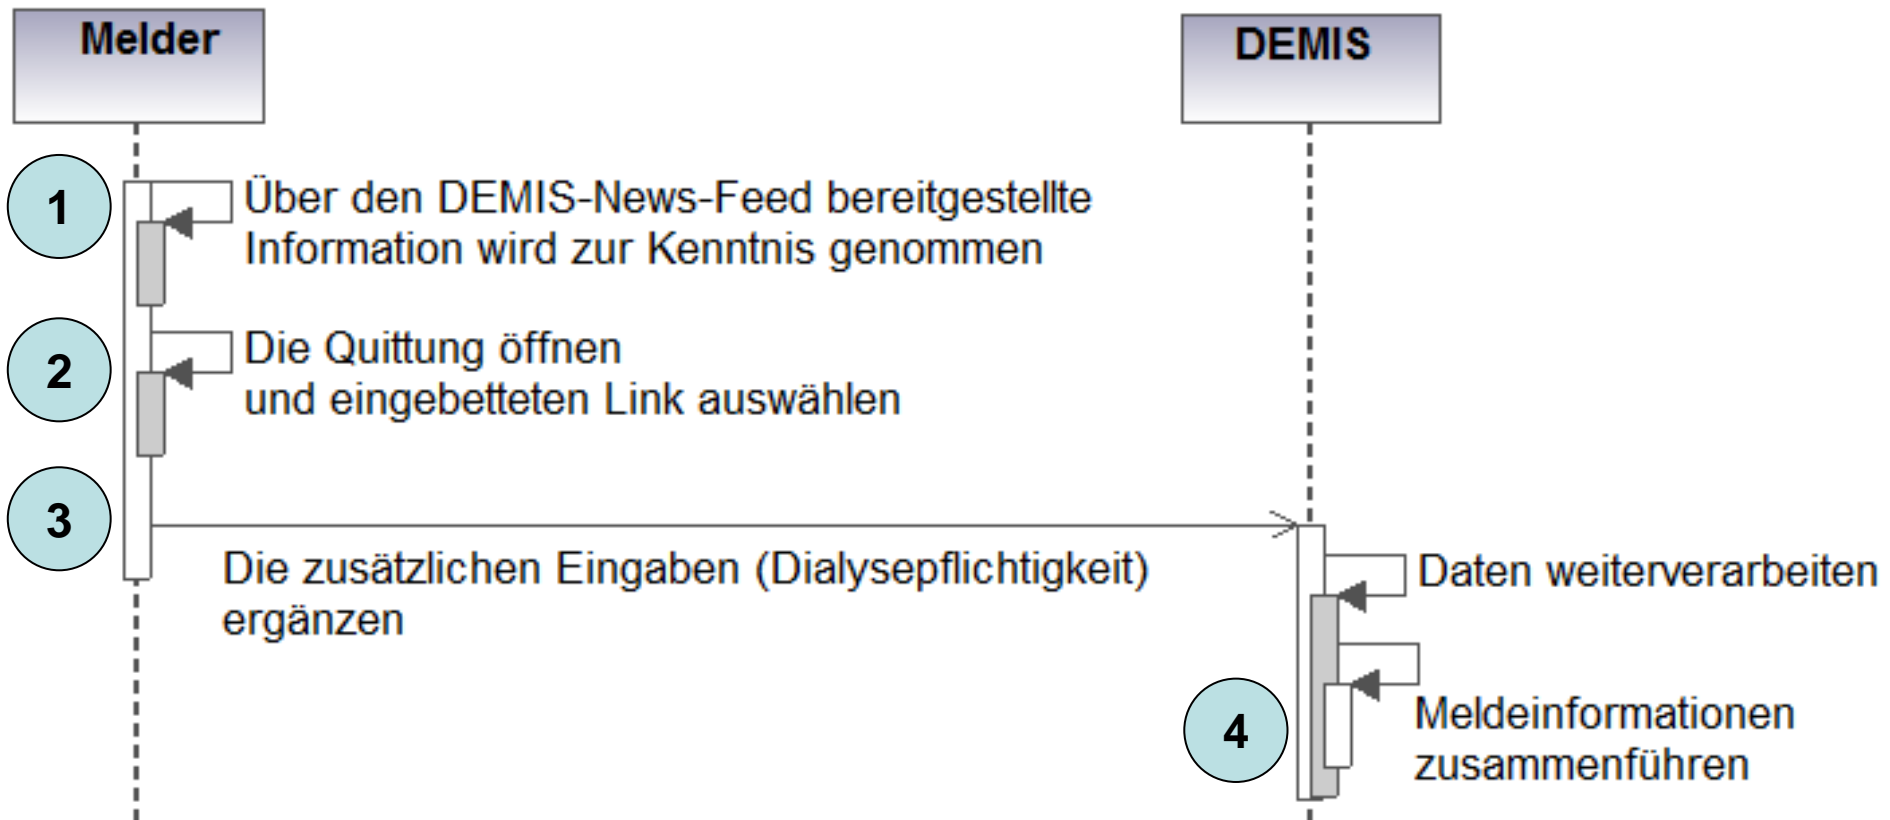 Melder
DEMIS
1
Über den DEMIS-News-Feed bereitgestellte
Information wird zur Kenntnis genommen
2
Die Quittung öffnen
und eingebetteten Link auswählen
3
Die zusätzlichen Eingaben (Dialysepflichtigkeit)
ergänzen
Daten weiterverarbeiten
4
Meldeinformationen
zusammenführen